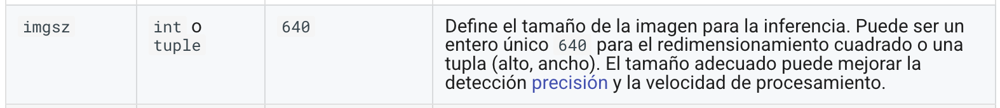 imgsz
int o
tuple
640
Define el tamaño de la imagen para la inferencia. Puede ser un
entero único 640 para el redimensionamiento cuadrado o una
tupla (alto, ancho). El tamaño adecuado puede mejorar la
detección precisión y la velocidad de procesamiento.